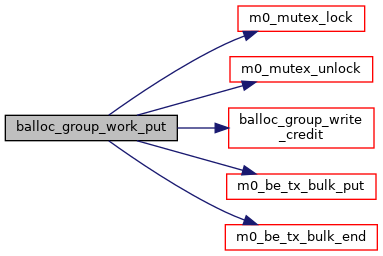 balloc_group_work_put
m0_mutex_lock
m0_mutex_unlock
balloc_group_write
_credit
m0_be_tx_bulk_put
m0_be_tx_bulk_end